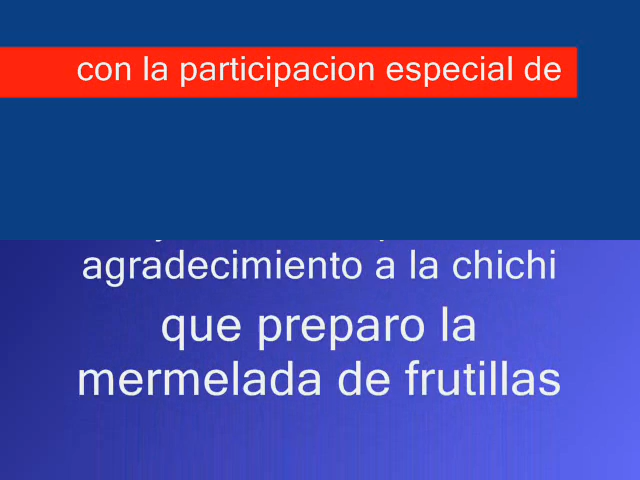 con la participacion especial de
agradecimiento a la chichi
que preparo la
mermelada de frutillas